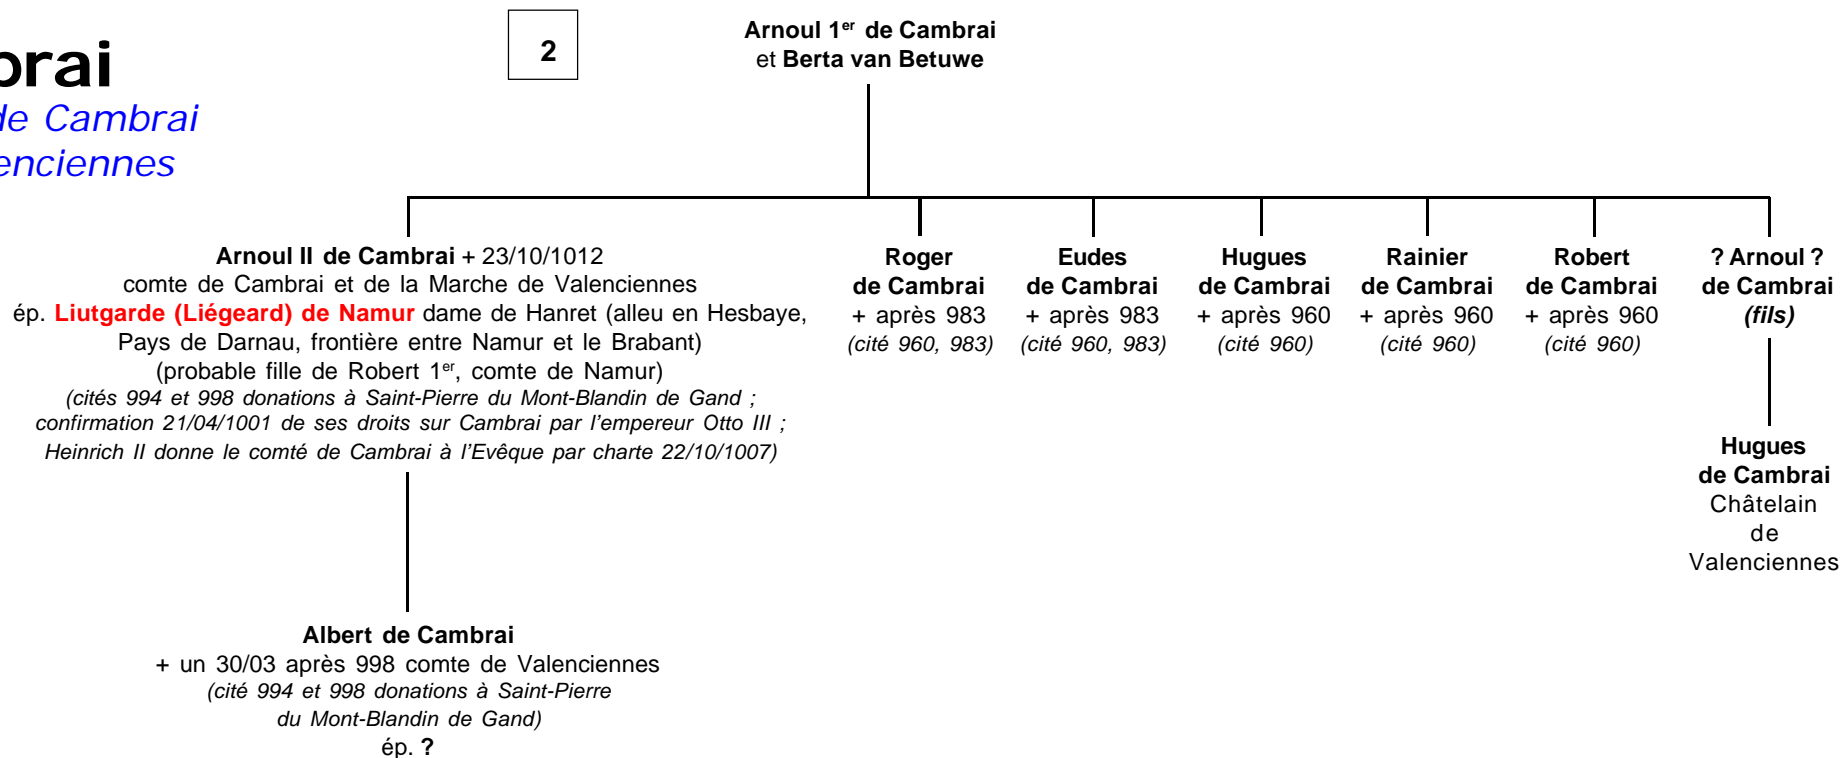 brai
de Cambrai
enciennes
2
Arnoul 1er de Cambrai
et Berta van Betuwe
Arnoul II de Cambrai + 23/10/1012
comte de Cambrai et de la Marche de Valenciennes
ép. Liutgarde (Liégeard) de Namur dame de Hanret (alleu en Hesbaye,
Pays de Darnau, frontière entre Namur et le Brabant)
(probable fille de Robert 1er, comte de Namur)
(cités 994 et 998 donations à Saint-Pierre du Mont-Blandin de Gand ;
confirmation 21/04/1001 de ses droits sur Cambrai par l'empereur Otto III ;
Heinrich II donne le comté de Cambrai à l'Evêque par charte 22/10/1007)
Roger
de Cambrai
+ après 983
(cité 960, 983)
Eudes
de Cambrai
+ après 983
(cité 960, 983)
Hugues
de Cambrai
+ après 960
(cité 960)
Rainier
de Cambrai
+ après 960
(cité 960)
Robert
de Cambrai
+ après 960
(cité 960)
? Arnoul ?
de Cambrai
(fils)
Hugues
de Cambrai
Châtelain
de
Valenciennes
Albert de Cambrai
+ un 30/03 après 998 comte de Valenciennes
(cité 994 et 998 donations à Saint-Pierre
du Mont-Blandin de Gand)
ép. ?